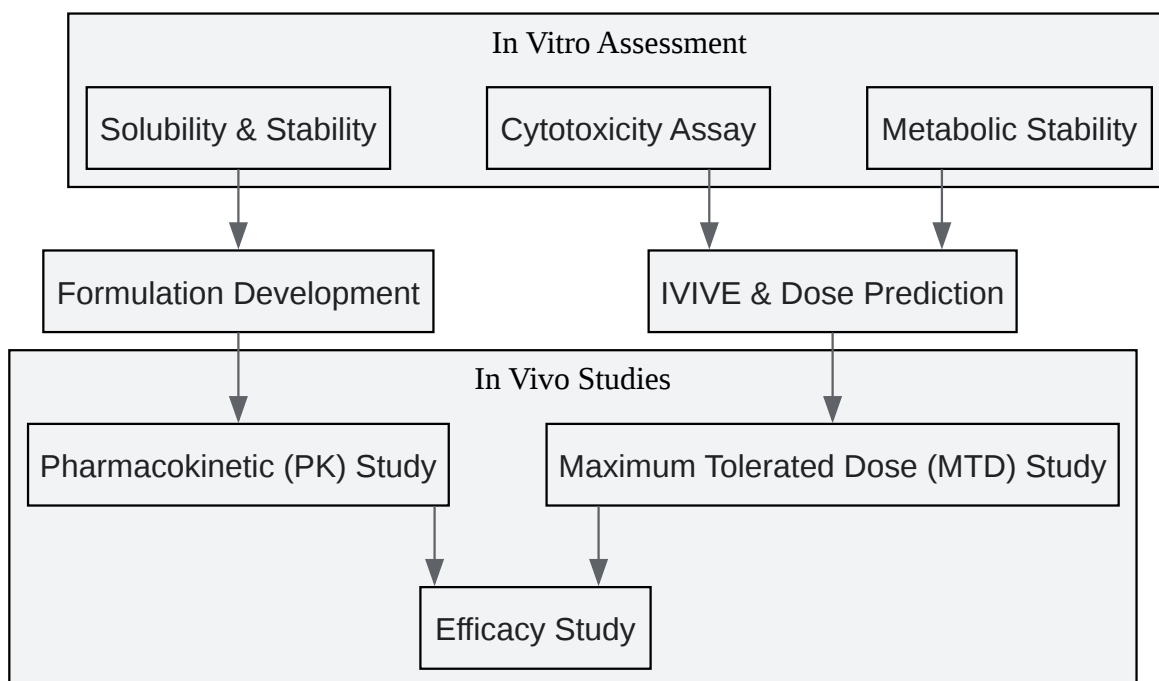 In Vitro Assessment
Solubility & Stability
Cytotoxicity Assay
Metabolic Stability
Formulation Development
IVIVE & Dose Prediction
In Vivo Studies
Pharmacokinetic (PK) Study
Maximum Tolerated Dose (MTD) Study
Efficacy Study